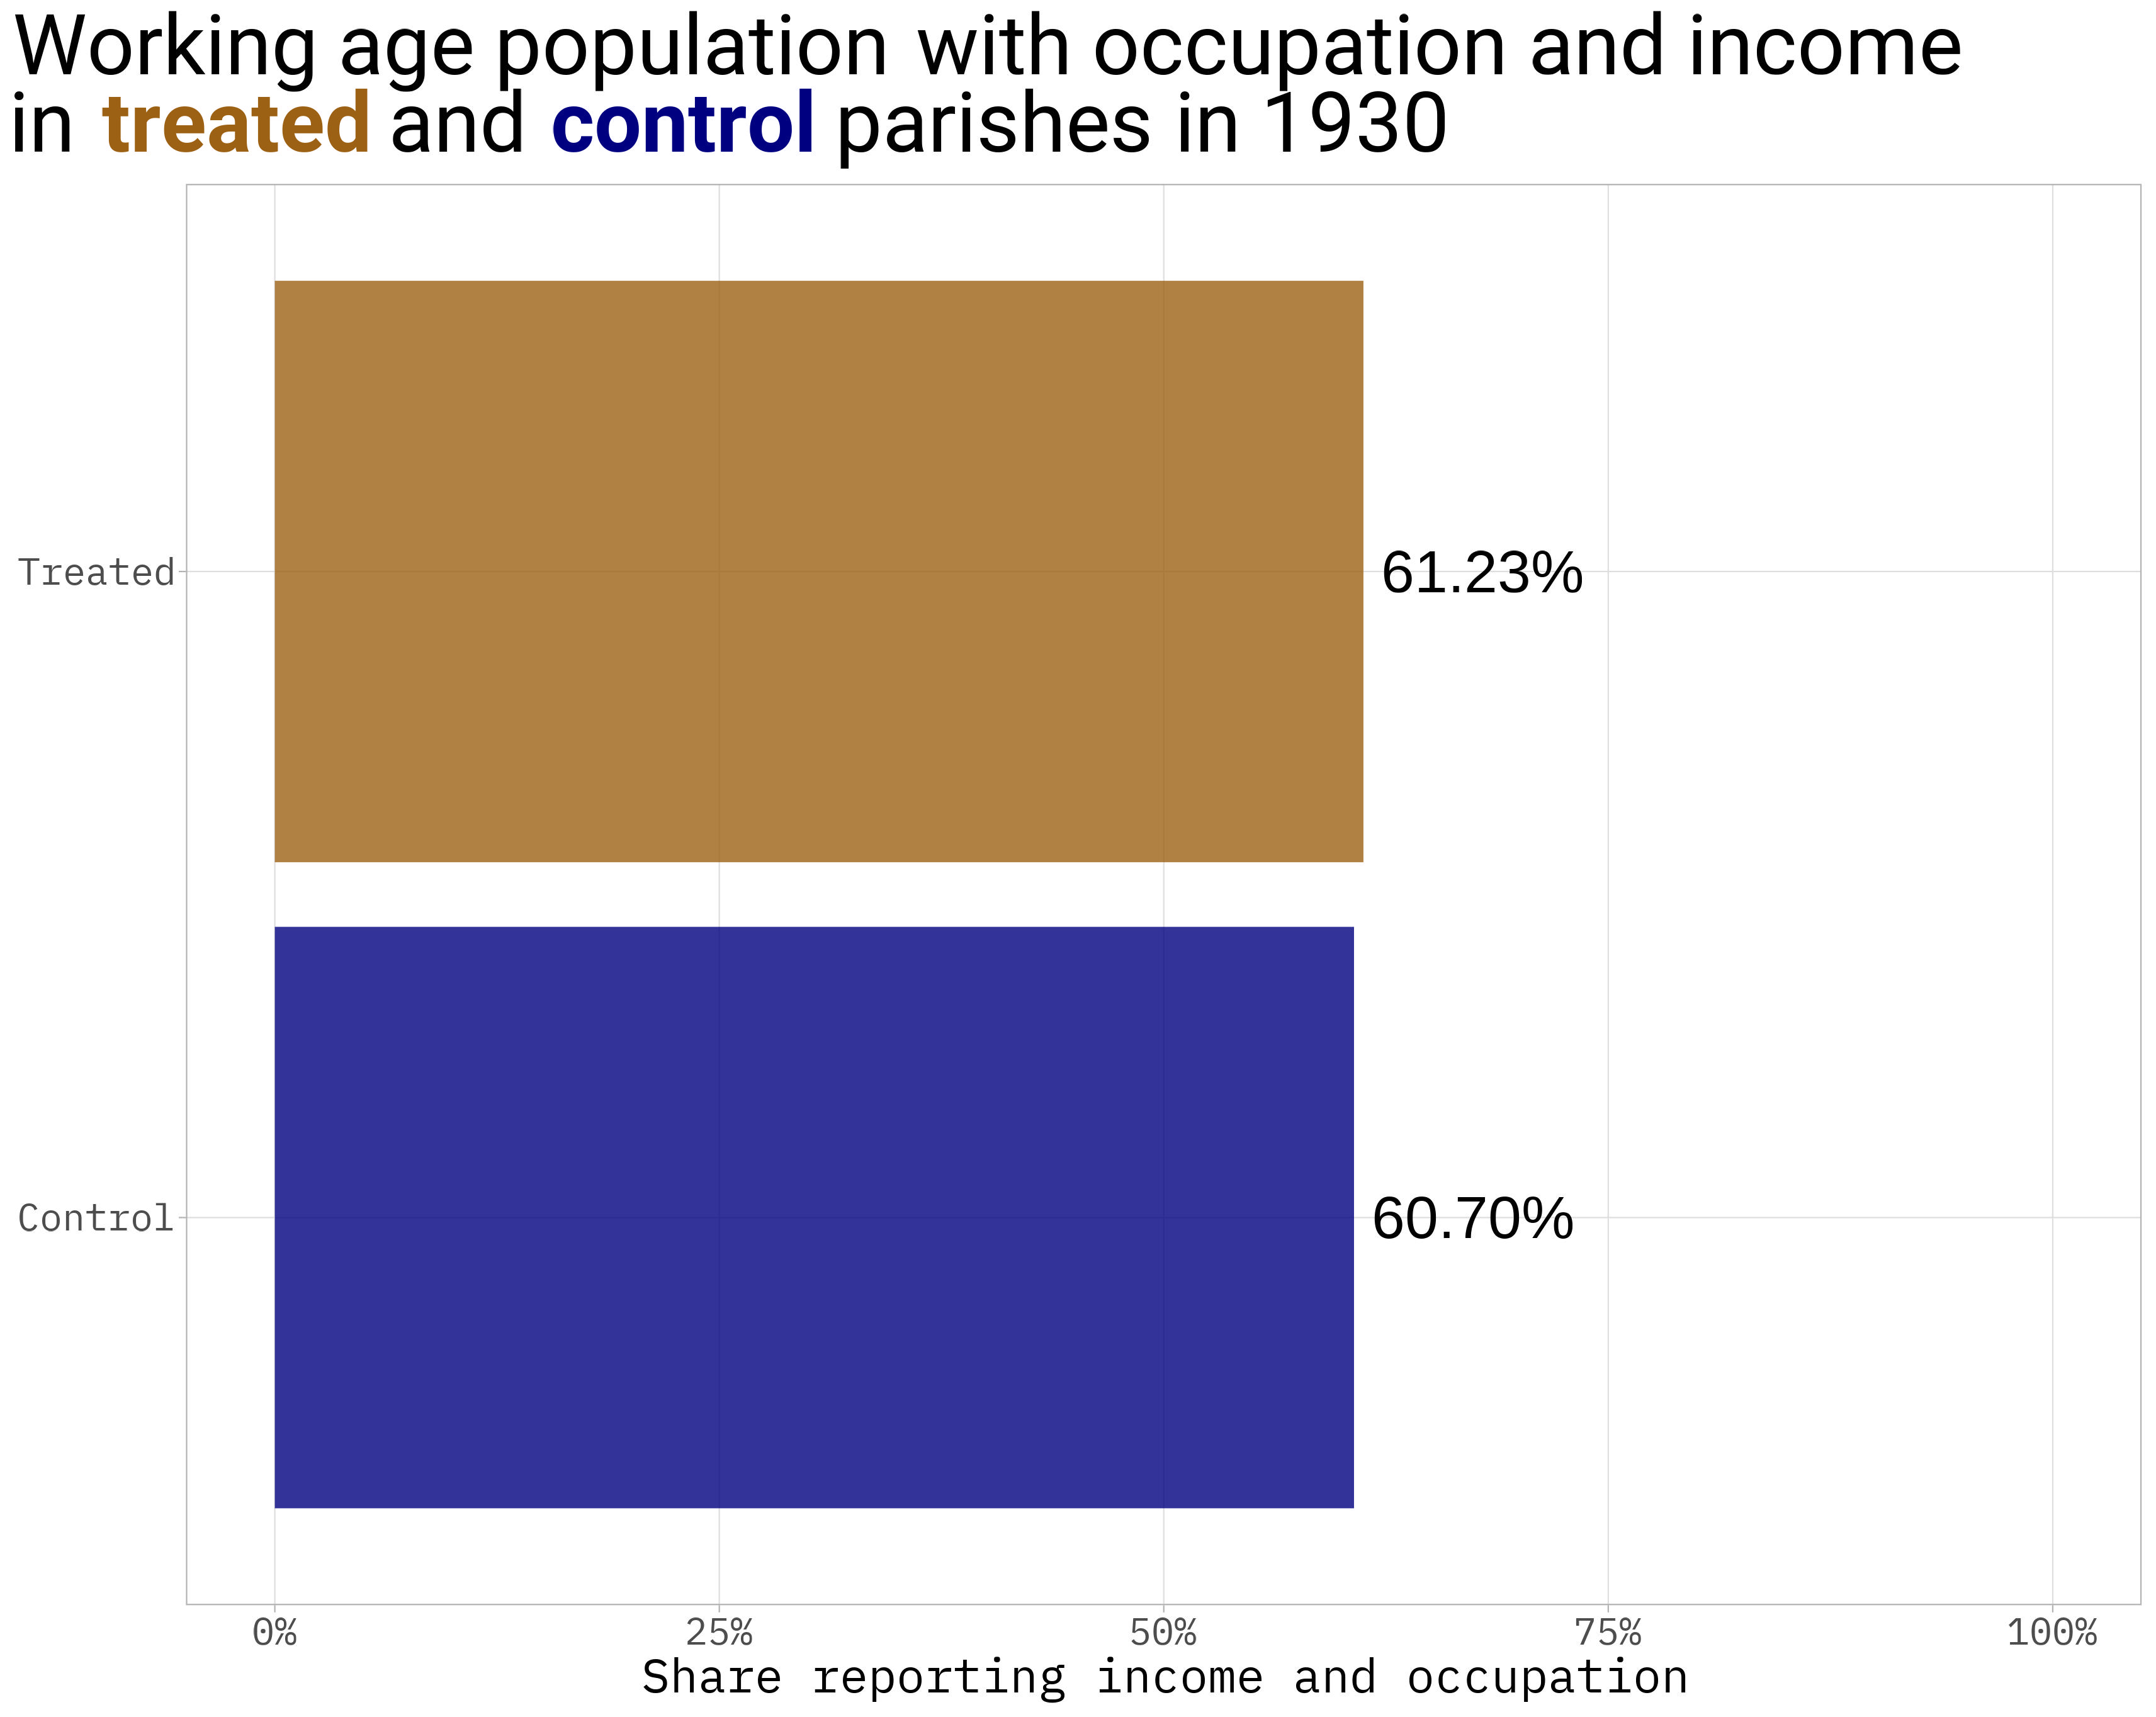 Working age population with occupation and income
in treated and control parishes in 1930
Treated
61.23%
Control
60.70%
0% 25% 50% 75% 100%
Share reporting income and occupation